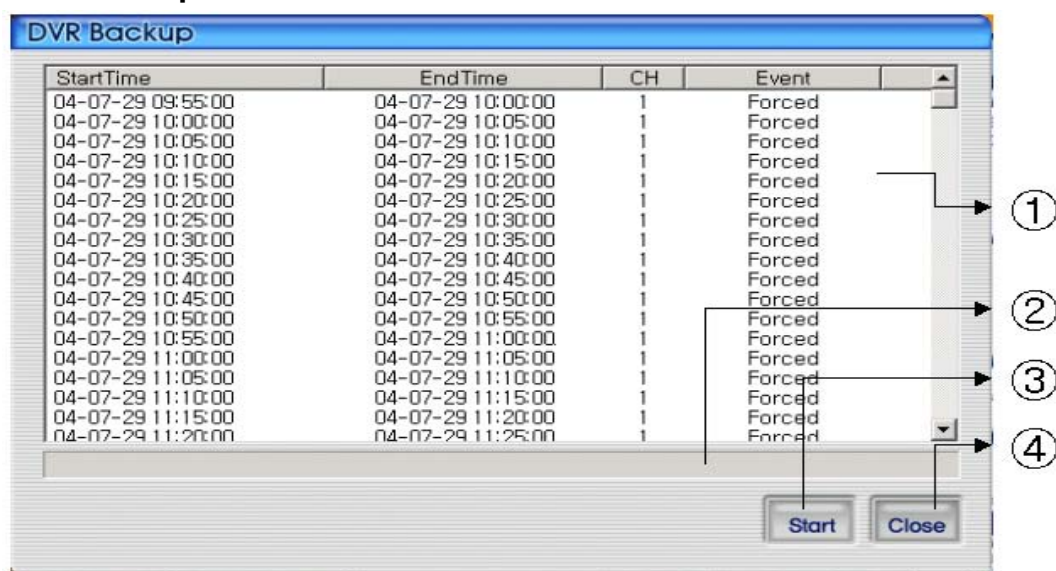 DVR Backup
StartTime EndTime CH Event
04-07-29 09:55:00 04-07-29 10:00:00 1 Forced
04-07-29 10:00:00 04-07-29 10:05:00 1 Forced
04-07-29 10:05:00 04-07-29 10:10:00 1 Forced
04-07-29 10:10:00 04-07-29 10:15:00 1 Forced
04-07-29 10:15:00 04-07-29 10:20:00 1 Forced
04-07-29 10:20:00 04-07-29 10:25:00 1 Forced
04-07-29 10:25:00 04-07-29 10:30:00 1 Forced
04-07-29 10:30:00 04-07-29 10:35:00 1 Forced
04-07-29 10:35:00 04-07-29 10:40:00 1 Forced
04-07-29 10:40:00 04-07-29 10:45:00 1 Forced
04-07-29 10:45:00 04-07-29 10:50:00 1 Forced
04-07-29 10:50:00 04-07-29 10:55:00 1 Forced
04-07-29 10:55:00 04-07-29 11:00:00 1 Forced
04-07-29 11:00:00 04-07-29 11:05:00 1 Forced
04-07-29 11:05:00 04-07-29 11:10:00 1 Forced
04-07-29 11:10:00 04-07-29 11:15:00 1 Forced
04-07-29 11:15:00 04-07-29 11:20:00 1 Forced
04-07-29 11:20:00 04-07-29 11:25:00 1 Forced
①
②
③
④
Start Close